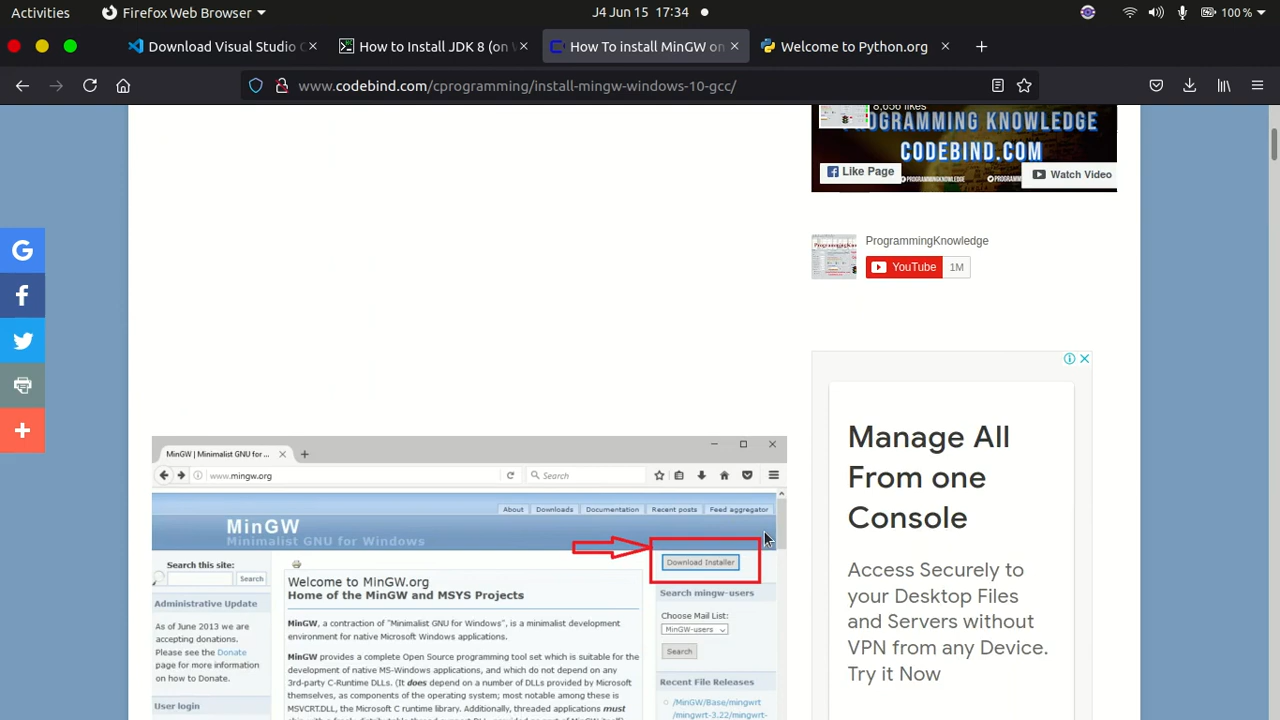 Activities
Firefox Web Browser
J4 Jun 15 17:34
100 %
Download Visual Studio C
How to Install JDK 8 (on W
How To install MinGW on
Welcome to Python.org
www.codebind.com/cprogramming/install-mingw-windows-10-gcc/
8,656 likes
PROGRAMMING KNOWLEDGE
CODEBIND.COM
Like Page
Watch Video
ProgrammingKnowledge
YouTube
1M
MinGW | Minimalist GNU for ...
www.mingw.org
Search
About
Downloads
Documentation
Recent posts
Feed aggregator
MinGW
Minimalist GNU for Windows
Download Installer
Search this site:
Search
Administrative Update
As of June 2013 we are
accepting donations.
Please see the Donate
page for more information
on how to Donate.
User login
Welcome to MinGW.org
Home of the MinGW and MSYS Projects
MinGW, a contraction of "Minimalist GNU for Windows", is a minimalist development
environment for native Microsoft Windows applications.
MinGW provides a complete Open Source programming tool set which is suitable for the
development of native MS-Windows applications, and which do not depend on any
3rd-party C-Runtime DLLs. (It does depend on a number of DLLs provided by Microsoft
themselves, as components of the operating system; most notable among these is
MSVCRT.DLL, the Microsoft C runtime library. Additionally, threaded applications must
Search mingw-users
Choose Mail List:
MinGW-users
Search
Recent File Releases
/MinGW/Base/mingwrt
/mingwrt-3.22/mingwrt-
Manage All
From one
Console
Access Securely to
your Desktop Files
and Servers without
VPN from any Device.
Try it Now